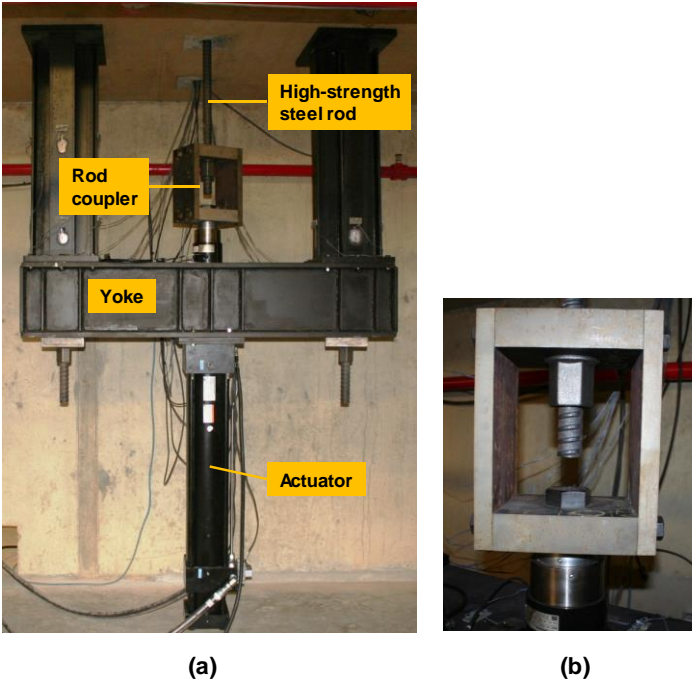 High-strength
steel rod
Rod
coupler
Yoke
Actuator
(a)
(b)